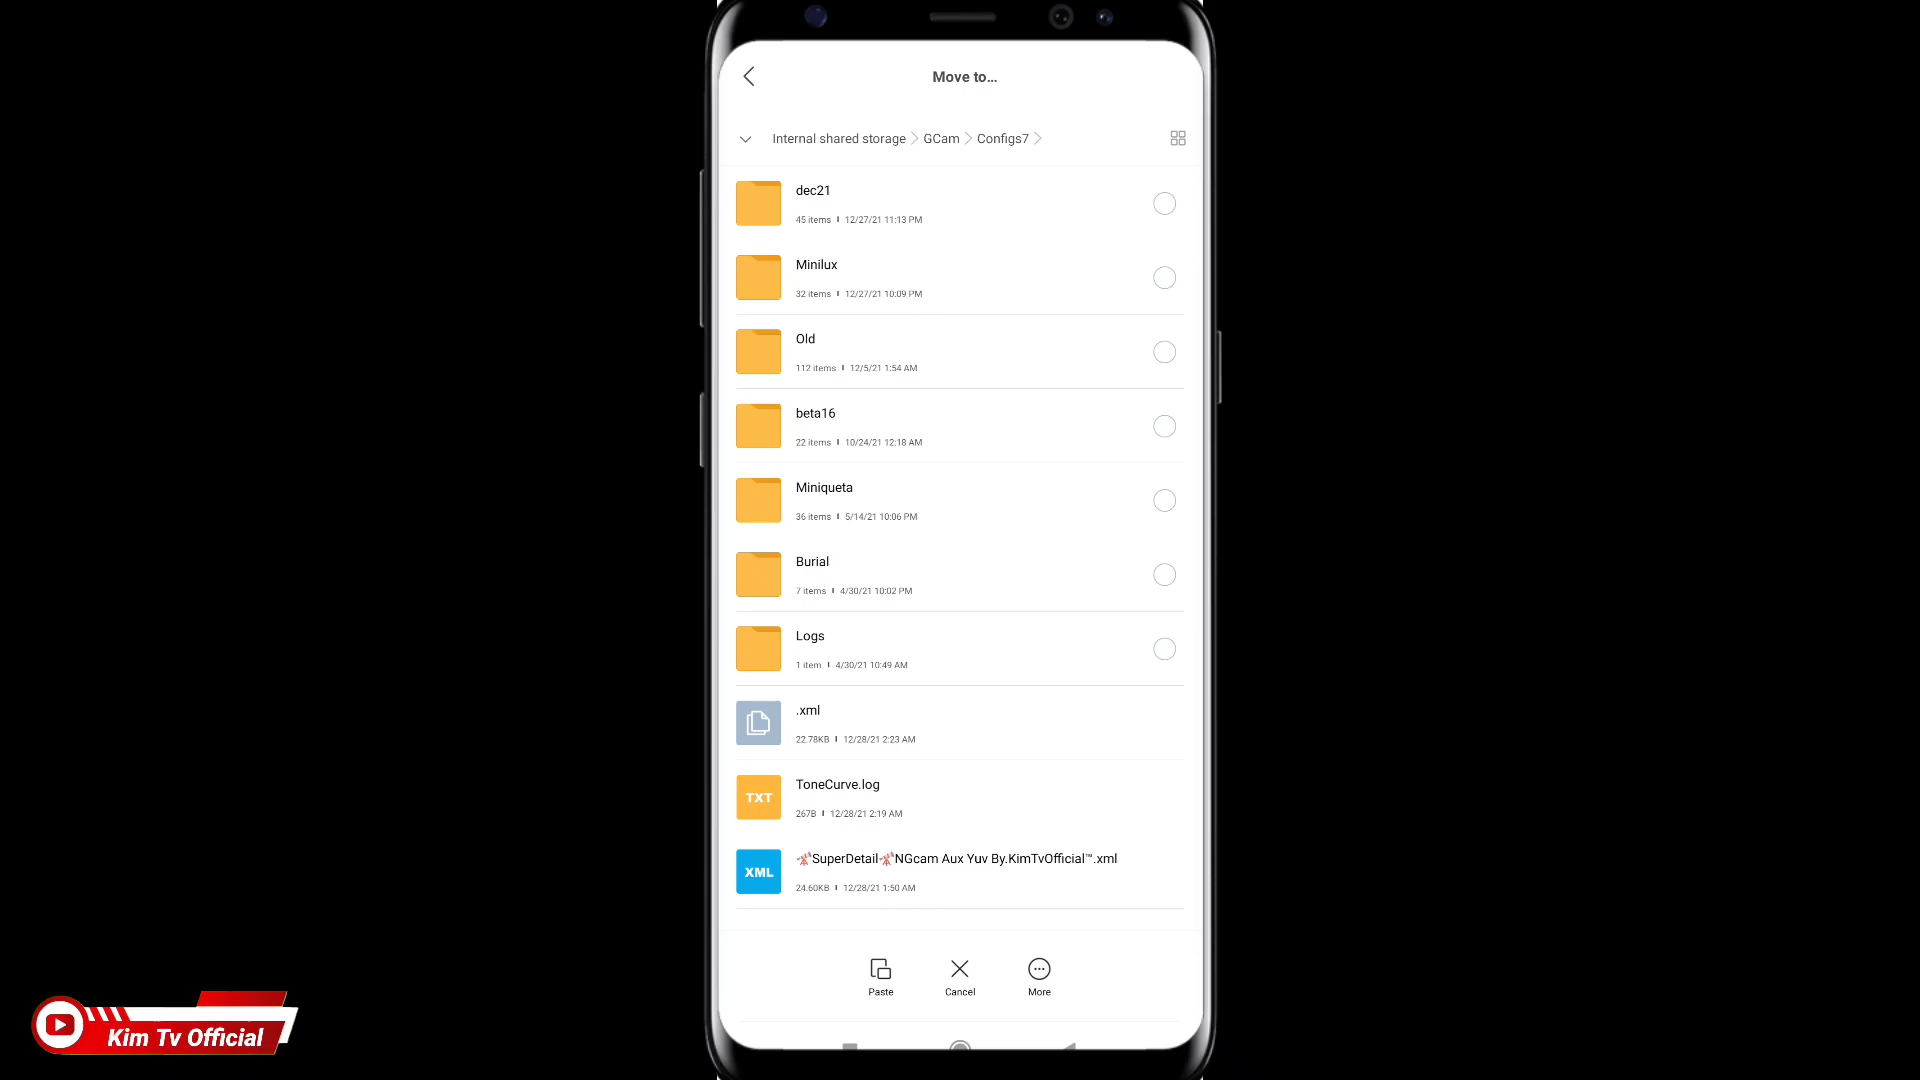 Move to...
Internal shared storage GCam Configs7
dec21
45 items 12/27/21 11:13 PM
Minilux
32 items 12/27/21 10:09 PM
Old
112 items 12/5/21 1:54 AM
beta16
22 items 10/24/21 12:18 AM
Miniqueta
36 items 5/14/21 10:06 PM
Burial
7 items 4/30/21 10:02 PM
Logs
1 item 4/30/21 10:49 AM
.xml
22.78KB 12/28/21 2:23 AM
TXT
ToneCurve.log
267B 12/28/21 2:19 AM
XML
SuperDetail NGcam Aux Yuv By.KimTvOfficial™.xml
24.60KB 12/28/21 1:50 AM
Paste Cancel More
Kim Tv Official